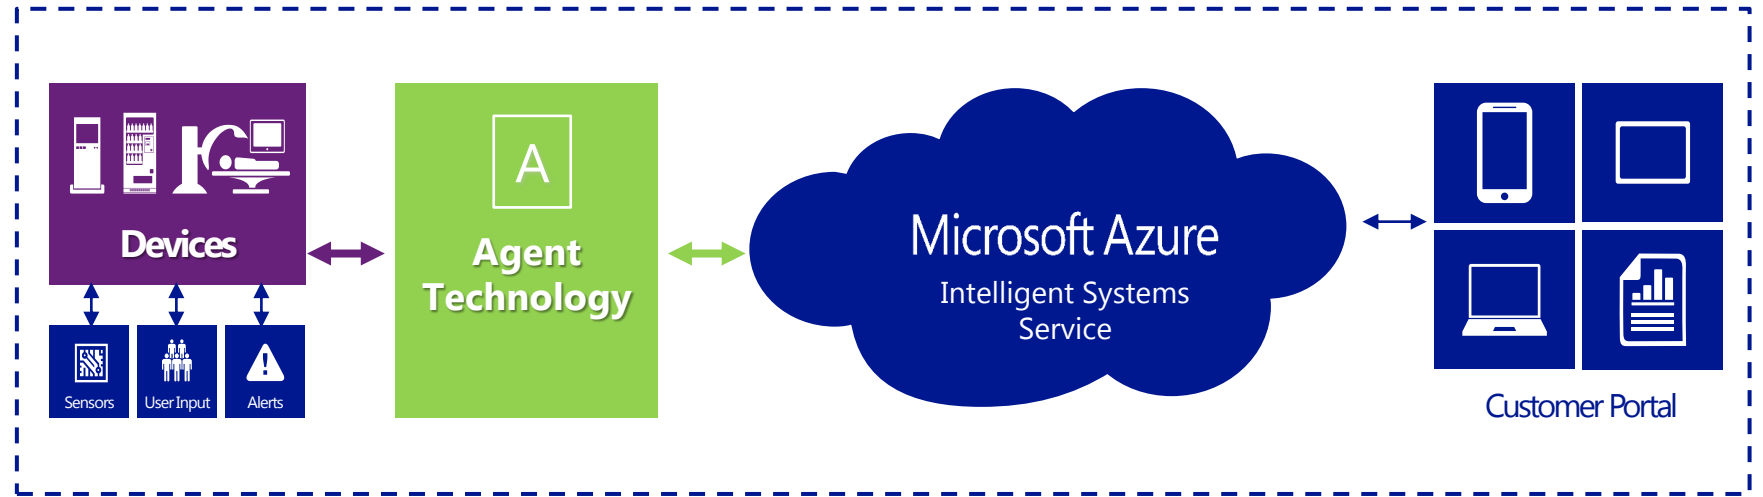 Devices
Sensors
User Input
Alerts
A
Agent
Technology
Microsoft Azure
Intelligent Systems
Service
Customer Portal